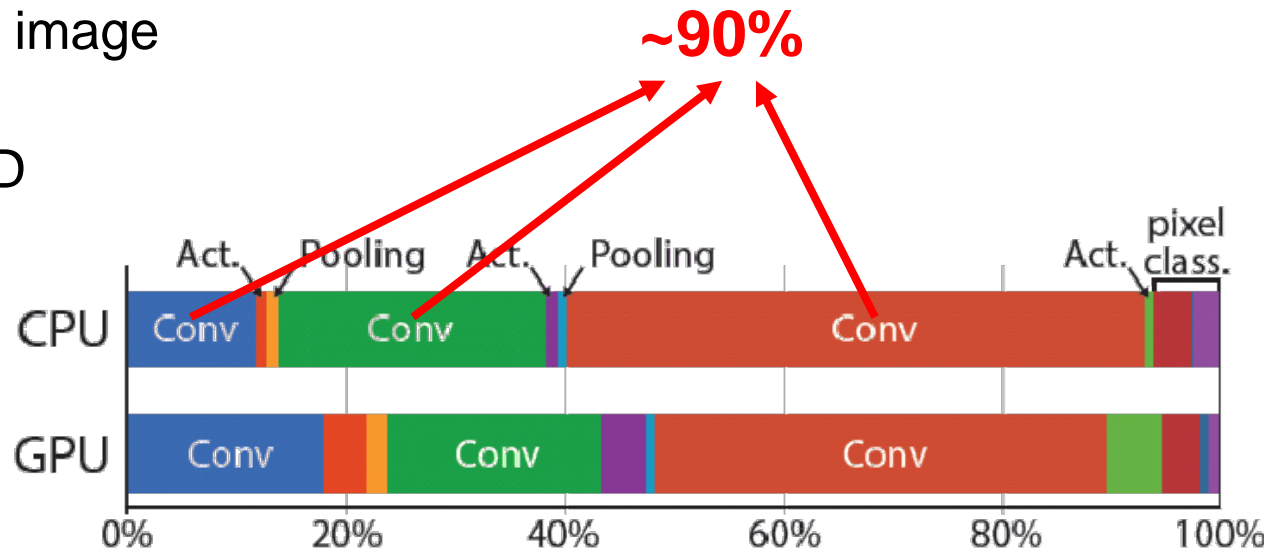 image
~90%
D
pixel
Act. Pooling Act. Pooling Act. class.
CPU Conv Conv Conv
GPU Conv Conv Conv
0% 20% 40% 60% 80% 100%